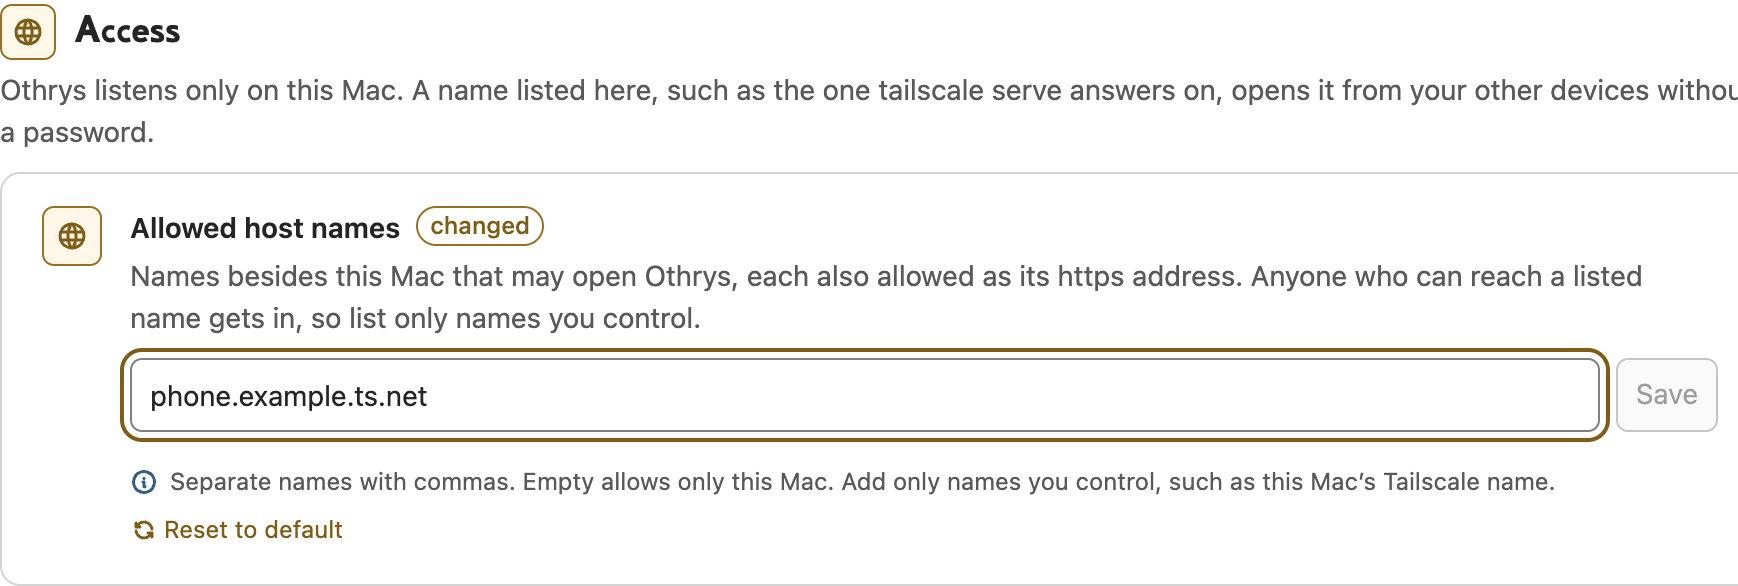 Access
Othrys listens only on this Mac. A name listed here, such as the one tailscale serve answers on, opens it from your other devices withou
a password.
Allowed host names changed
Names besides this Mac that may open Othrys, each also allowed as its https address. Anyone who can reach a listed
name gets in, so list only names you control.
phone.example.ts.net Save
Separate names with commas. Empty allows only this Mac. Add only names you control, such as this Mac’s Tailscale name.
Reset to default